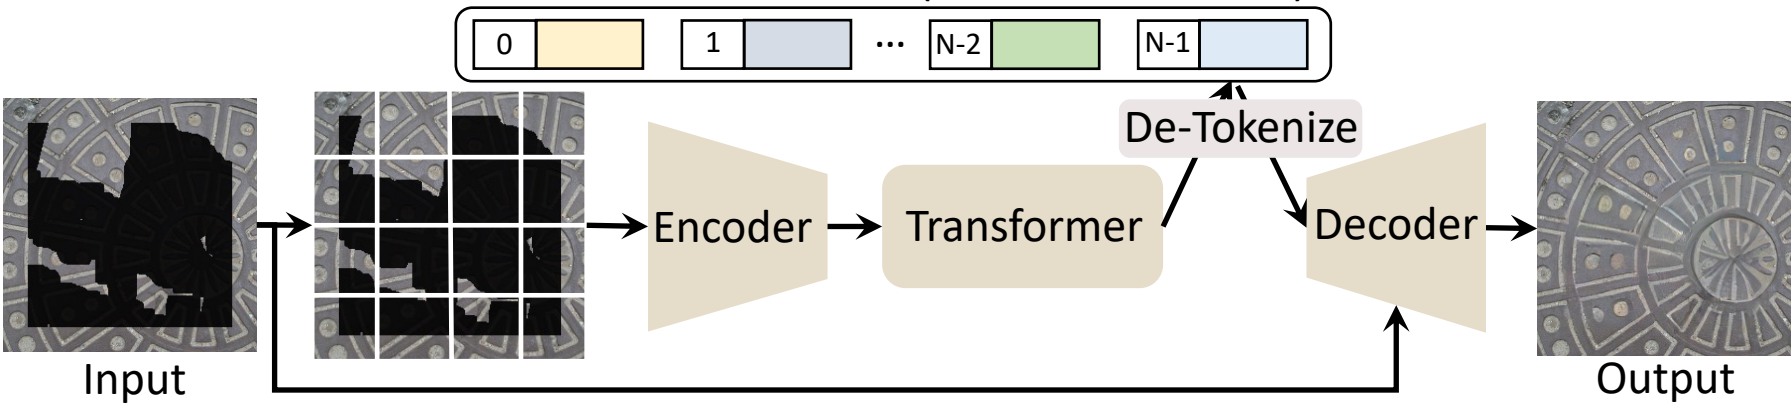 0 1 ... N-2 N-1
De-Tokenize
Encoder Transformer Decoder
Input Output